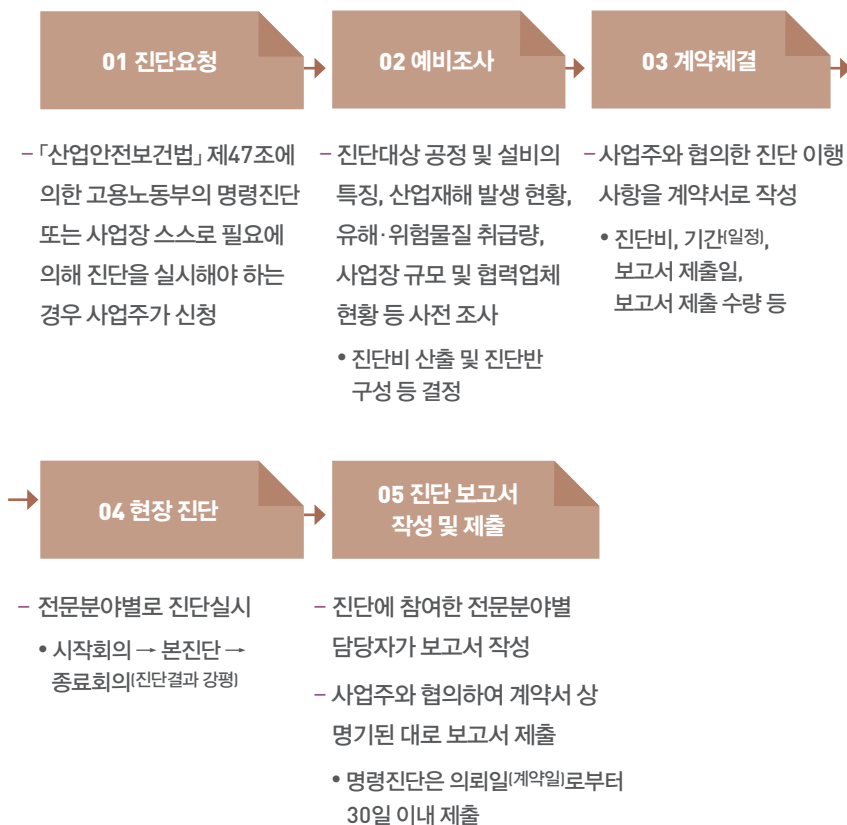 01 진단요청
02 예비조사
03 계약체결
– 「산업안전보건법」 제47조에
의한 고용노동부의 명령진단
또는 사업장 스스로 필요에
의해 진단을 실시해야 하는
경우 사업주가 신청
– 진단대상 공정 및 설비의
특징, 산업재해 발생 현황,
유해·위험물질 취급량,
사업장 규모 및 협력업체
현황 등 사전 조사
• 진단비 산출 및 진단반
구성 등 결정
– 사업주와 협의한 진단 이행
사항을 계약서로 작성
• 진단비, 기간(일정),
보고서 제출일,
보고서 제출 수량 등
04 현장 진단
05 진단 보고서
작성 및 제출
– 전문분야별로 진단실시
• 시작회의 → 본진단 →
종료회의(진단결과 강평)
– 진단에 참여한 전문분야별
담당자가 보고서 작성
– 사업주와 협의하여 계약서 상
명기된 대로 보고서 제출
• 명령진단은 의뢰일(계약일)로부터
30일 이내 제출